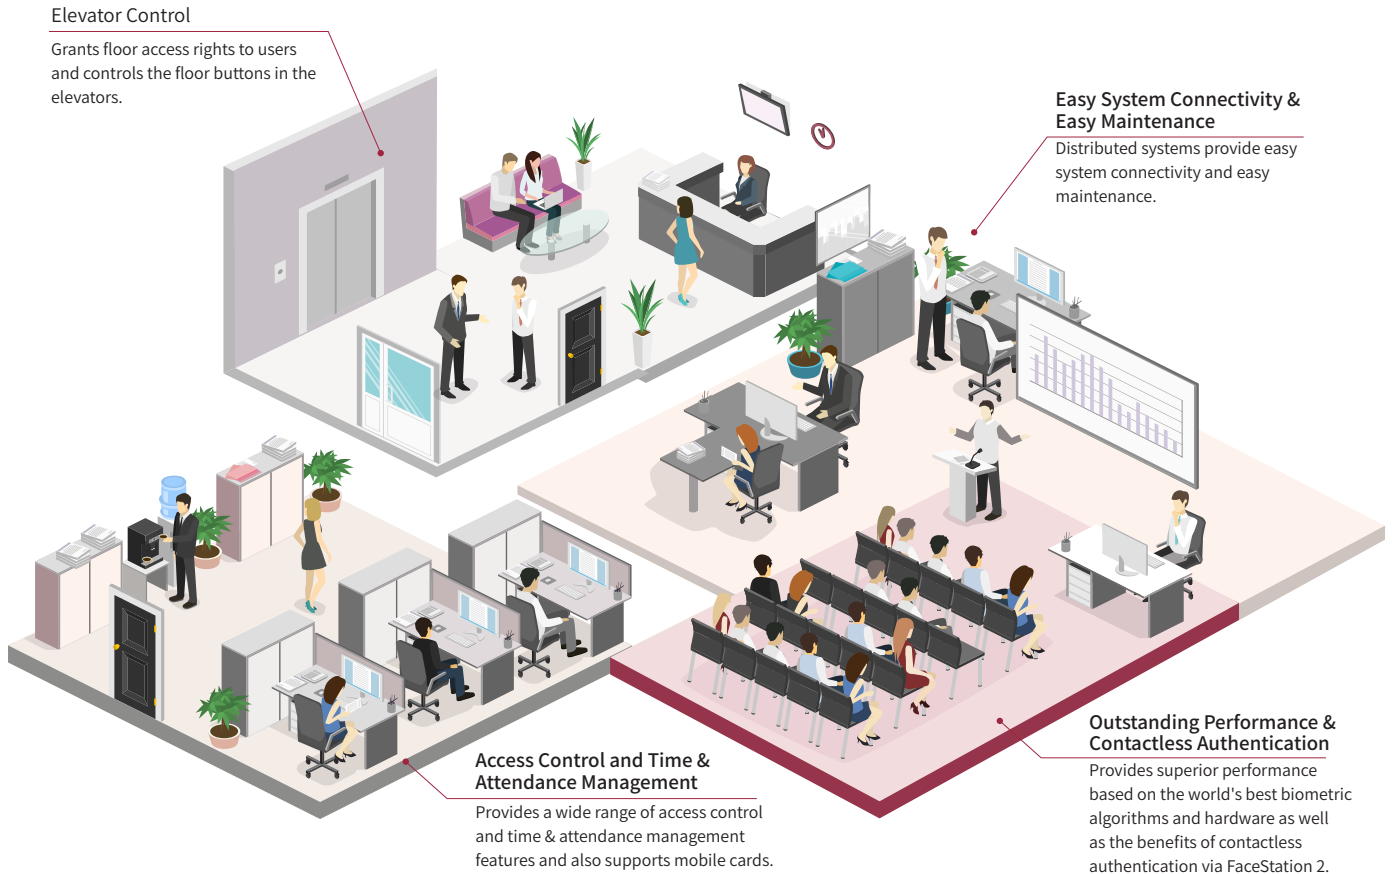 Elevator Control
Grants floor access rights to users
and controls the floor buttons in the
elevators.
Easy System Connectivity &
Easy Maintenance
Distributed systems provide easy
system connectivity and easy
maintenance.
Access Control and Time &
Attendance Management
Provides a wide range of access control
and time & attendance management
features and also supports mobile cards.
Outstanding Performance &
Contactless Authentication
Provides superior performance
based on the world's best biometric
algorithms and hardware as well
as the benefits of contactless
authentication via FaceStation 2.